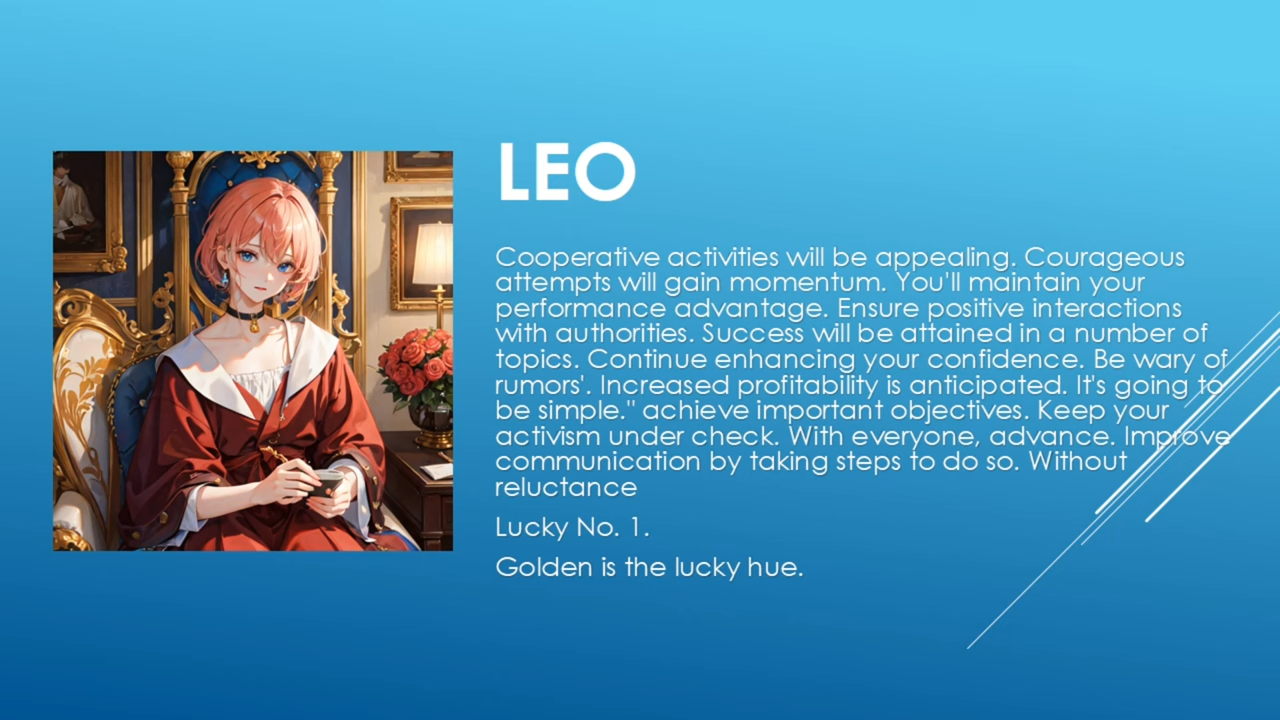 LEO
Cooperative activities will be appealing. Courageous
attempts will gain momentum. You'll maintain your
performance advantage. Ensure positive interactions
with authorities. Success will be attained in a number of
topics. Continue enhancing your confidence. Be wary of
rumors'. Increased profitability is anticipated. It's going to
be simple." achieve important objectives. Keep your
activism under check. With everyone, advance. Improve
communication by taking steps to do so. Without
reluctance
Lucky No. 1.
Golden is the lucky hue.